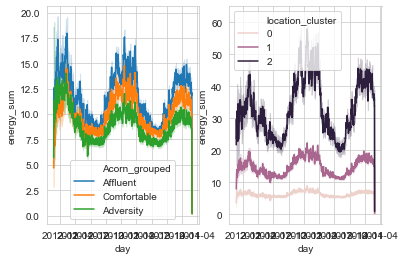 20.0
17.5
15.0
12.5
10.0
7.5
5.0
2.5
0.0
energy_sum
Acorn_grouped
Affluent
Comfortable
Adversity
day
60
50
40
30
20
10
0
energy_sum
location_cluster
0
1
2
day